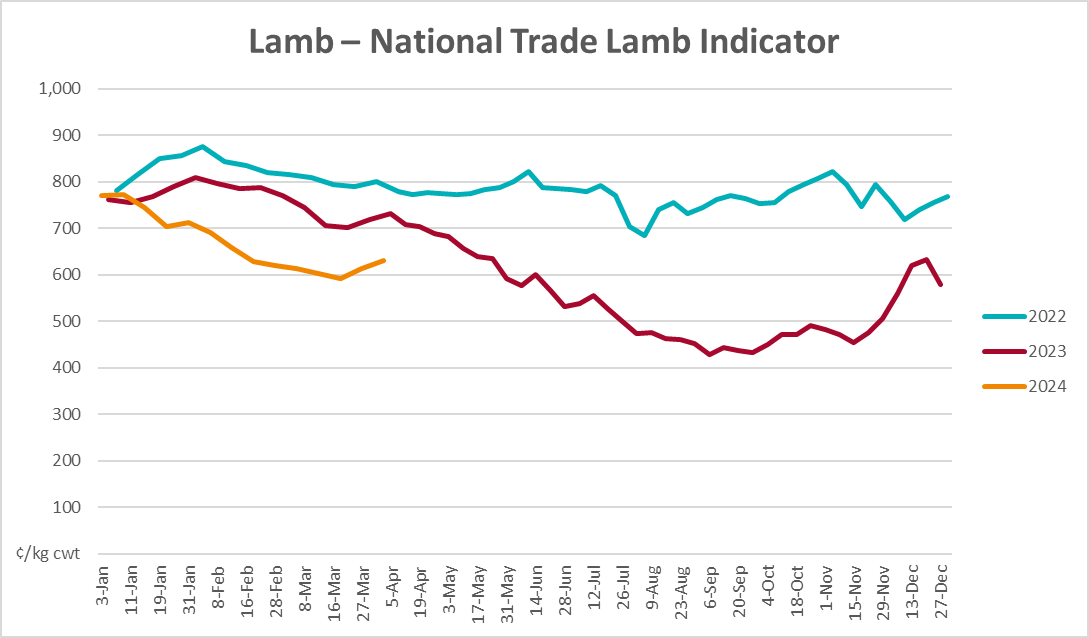 Lamb – National Trade Lamb Indicator
1,000
900
800
700
600
500
400
300
200
100
¢/kg cwt
3-Jan
11-Jan
19-Jan
31-Jan
8-Feb
16-Feb
28-Feb
8-Mar
16-Mar
27-Mar
5-Apr
19-Apr
3-May
17-May
31-May
14-Jun
28-Jun
12-Jul
26-Jul
9-Aug
23-Aug
6-Sep
20-Sep
4-Oct
18-Oct
1-Nov
15-Nov
29-Nov
13-Dec
27-Dec
2022
2023
2024